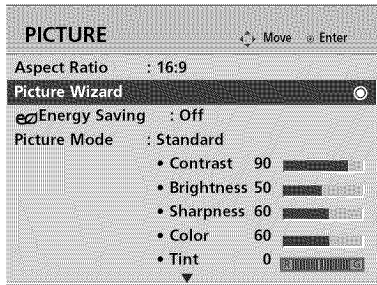 PICTURE Move Enter
Aspect Ratio : 16:9
Picture Wizard
Energy Saving : Off
Picture Mode : Standard
• Contrast 90
• Brightness 50
• Sharpness 60
• Color 60
• Tint 0 R G